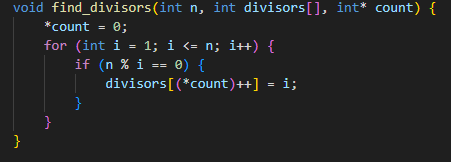 void find_divisors(int n, int divisors[], int* count) {
    *count = 0;
    for (int i = 1; i <= n; i++) {
        if (n % i == 0) {
            divisors[(*count)++] = i;
        }
    }
}